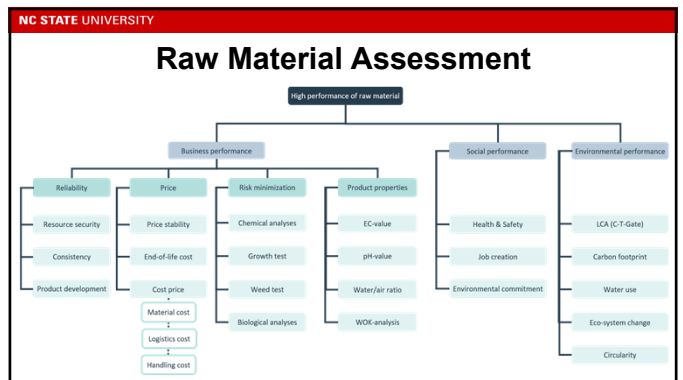 NC STATE UNIVERSITY
Raw Material Assessment
High performance of raw material
Business performance
Social performance
Environmental performance
Reliability
Price
Risk minimization
Product properties
Resource security
Price stability
Chemical analyses
EC-value
Health & Safety
LCA (C-T-Gate)
Consistency
End-of-life cost
Growth test
pH-value
Job creation
Carbon footprint
Product development
Cost price
Weed test
Water/air ratio
Environmental commitment
Water use
Material cost
Biological analyses
WOK-analysis
Eco-system change
Logistics cost
Circularity
Handling cost